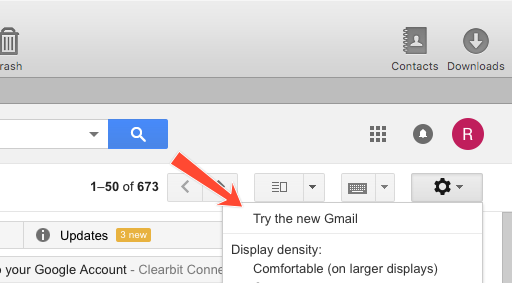 rash
Contacts
Downloads
R
1–50 of 673
Try the new Gmail
Updates
3 new
Display density:
your Google Account - Clearbit Conne
Comfortable (on larger displays)